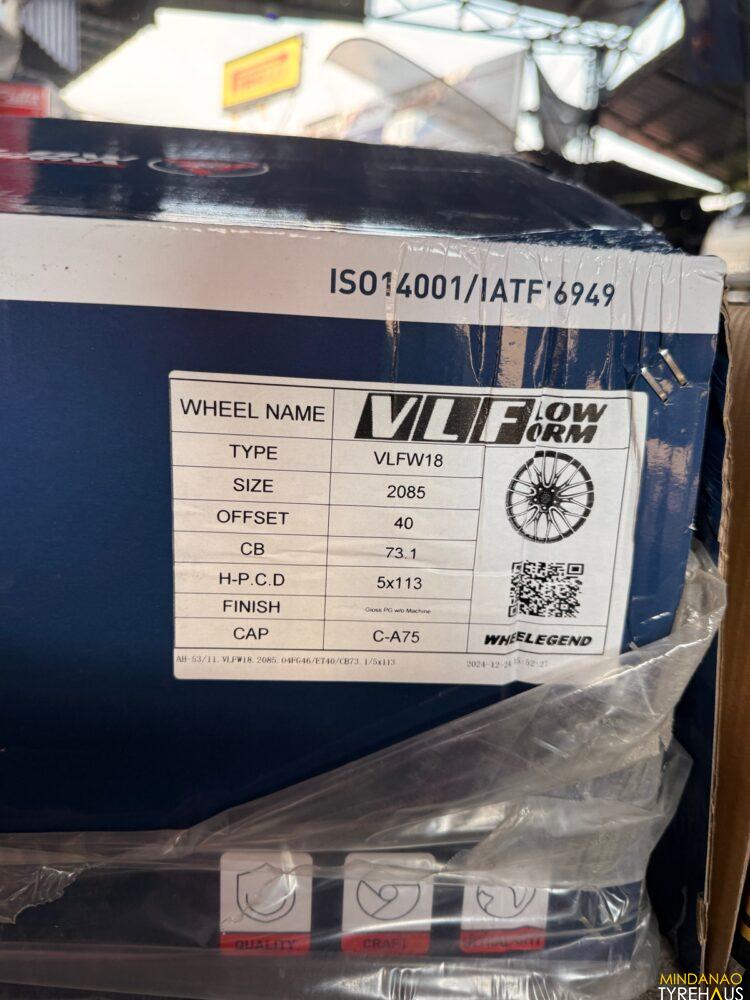 ISO14001/IATF16949
WHEEL NAME VLF LOW FORM
TYPE VLFW18
SIZE 2085
OFFSET 40
CB 73.1
H-P.C.D 5x113
FINISH Gloss PG w/o Machine
CAP C-A75
WHEELEGEND
AH-53/11. VLFW18. 2085. 04FG46/ET40/CB73.1/5x113 2024-12-24
QUALITY CRAFT
MINDANAO
TYREHAUS